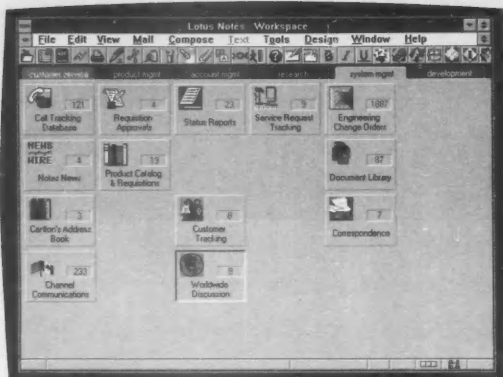 Lotus Notes - Workspace
File Edit View Mail Compose Text Tools Design Window Help
customer service product mgmt account mgmt research system mgmt development
121 4 23 9 1087
Call Tracking Database
Requisition Approvals
Status Reports
Service Request Tracking
Engineering Change Orders
NEWS WIRE 4 19 87
Notes News
Product Catalog & Requisitions
Document Library
3 8 7
Carlton's Address Book
Customer Tracking
Correspondence
233 8
Channel Communications
Worldwide Discussion